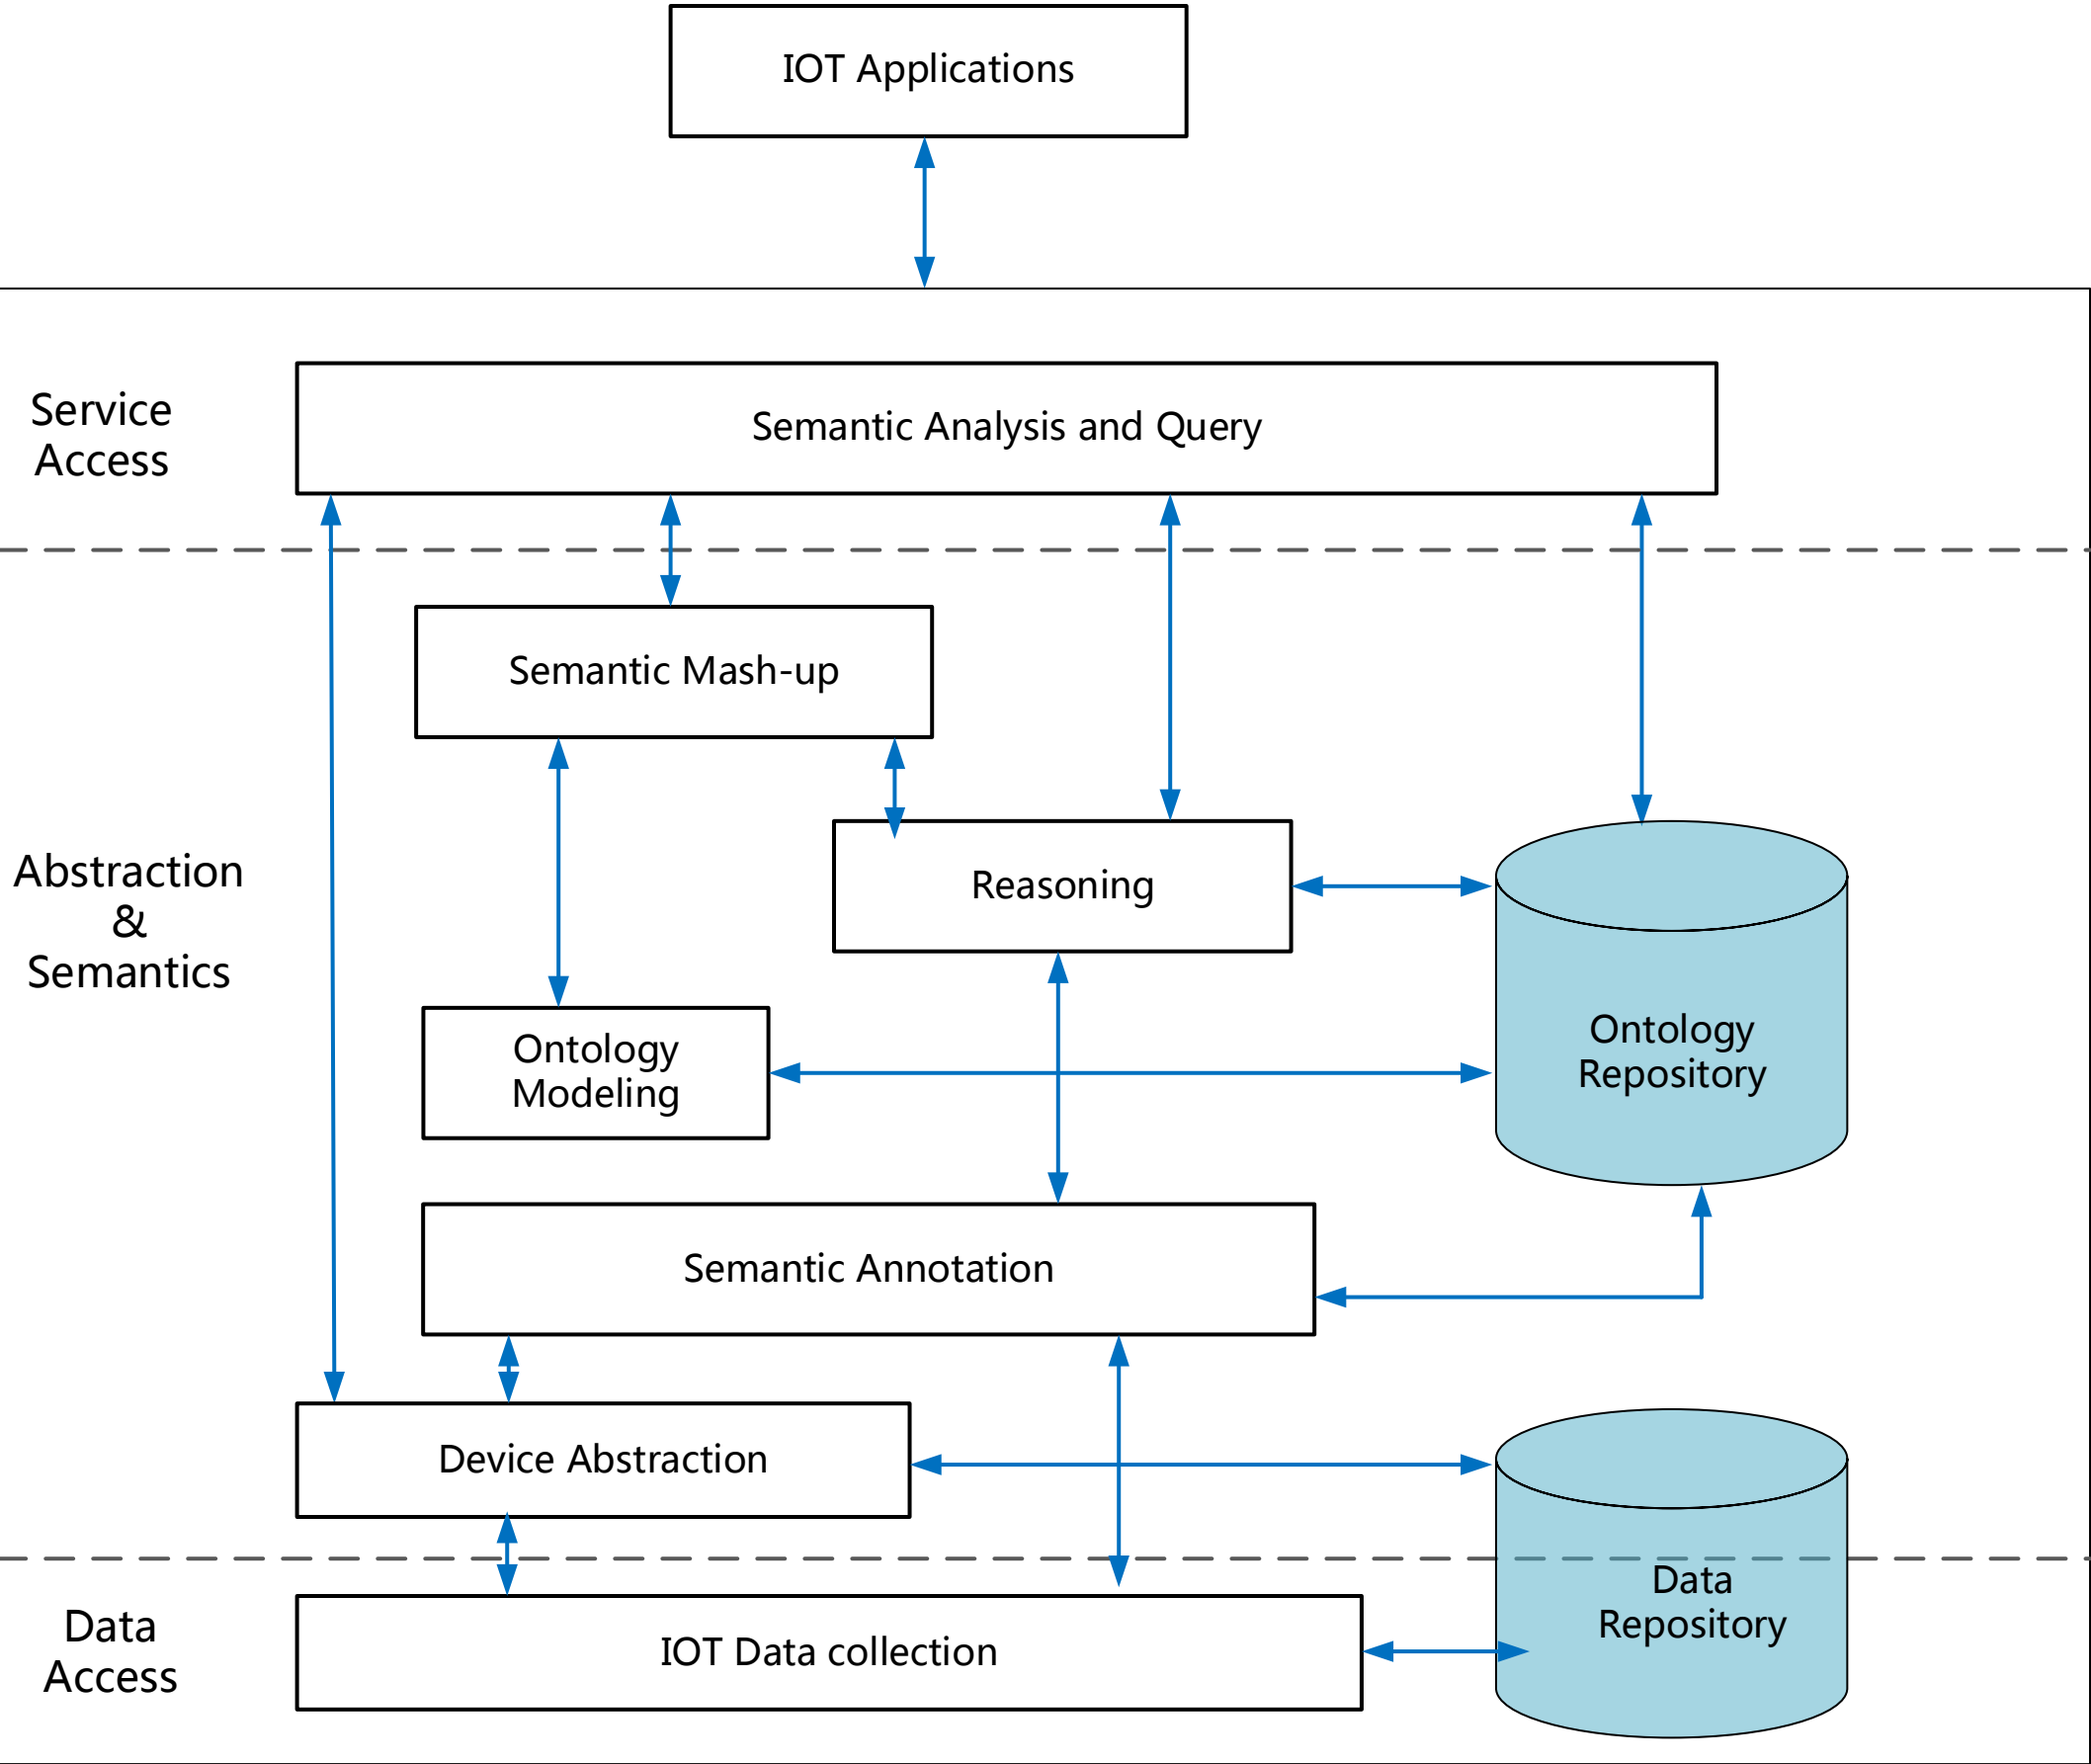 IOT Applications
Service
Access
Semantic Analysis and Query
Semantic Mash-up
Abstraction
&
Semantics
Reasoning
Ontology
Modeling
Ontology
Repository
Semantic Annotation
Device Abstraction
Data
Repository
Data
Access
IOT Data collection